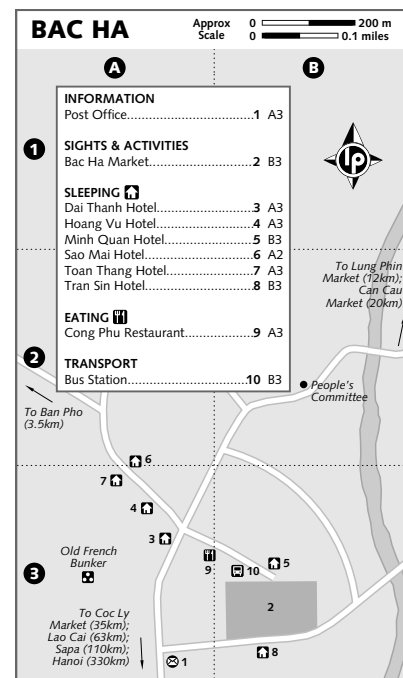 BAC HA
Approx Scale
0 200 m
0 0.1 miles
A B
1
2
3
INFORMATION
Post Office..............................1 A3
SIGHTS & ACTIVITIES
Bac Ha Market.........................2 B3
SLEEPING
Dai Thanh Hotel.......................3 A3
Hoang Vu Hotel........................4 A3
Minh Quan Hotel......................5 B3
Sao Mai Hotel..........................6 A2
Toan Thang Hotel.....................7 A3
Tran Sin Hotel..........................8 B3
EATING
Cong Phu Restaurant................9 A3
TRANSPORT
Bus Station............................10 B3
lp
To Lung Phin
Market (12km);
Can Cau
Market (20km)
People's
Committee
To Ban Pho
(3.5km)
6
7
4
3
Old French
Bunker
9
10
5
2
To Coc Ly
Market (35km);
Lao Cai (63km);
Sapa (110km);
Hanoi (330km)
1
8